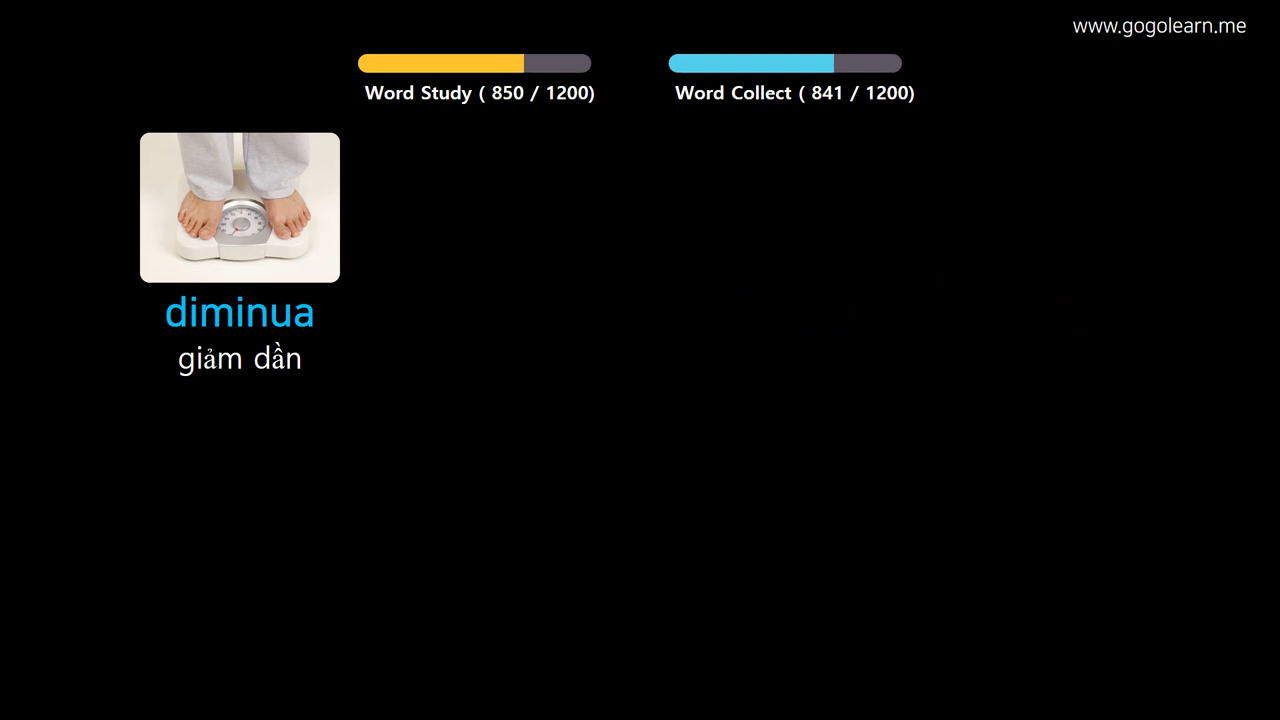 www.gogolearn.me
Word Study ( 850 / 1200)
Word Collect ( 841 / 1200)
diminua
giảm dần